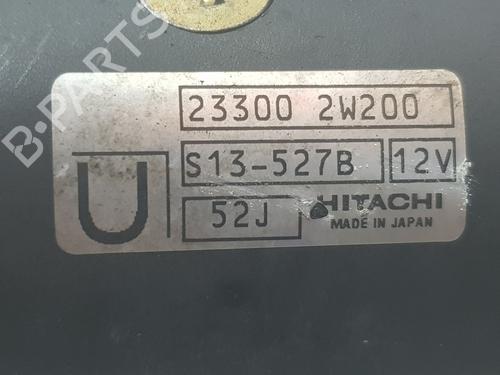 23300 2W200
S13-527B 12V
U
52J HITACHI
MADE IN JAPAN
B-PARTS